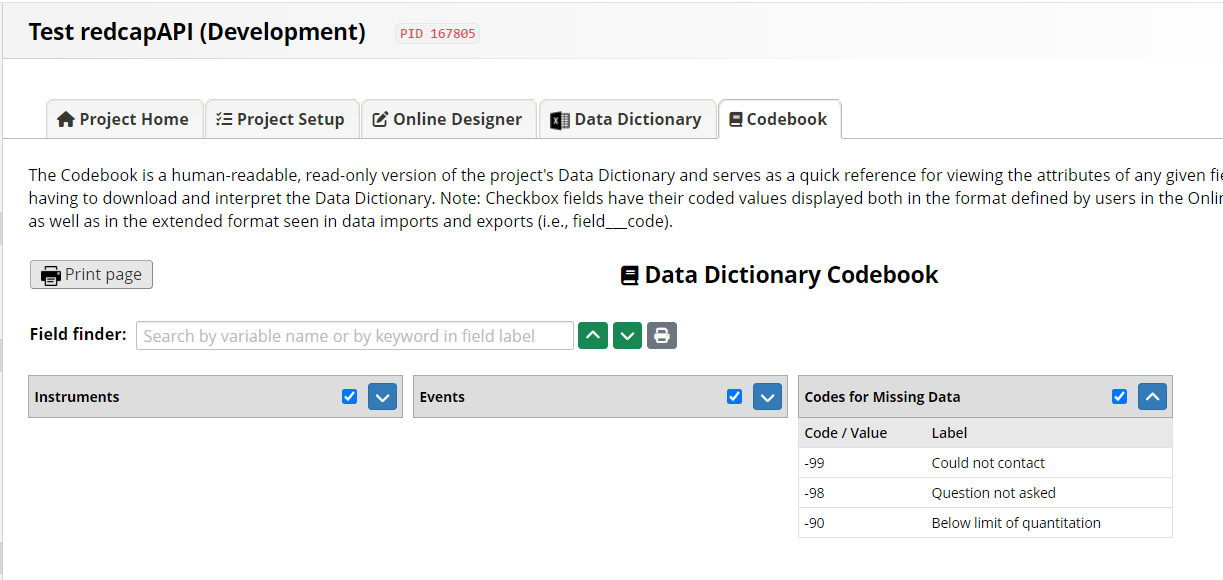 Test redcapAPI (Development) PID 167805
Project Home Project Setup Online Designer Data Dictionary Codebook
The Codebook is a human-readable, read-only version of the project's Data Dictionary and serves as a quick reference for viewing the attributes of any given
having to download and interpret the Data Dictionary. Note: Checkbox fields have their coded values displayed both in the format defined by users in the
as well as in the extended format seen in data imports and exports (i.e., field___code).
Print page Data Dictionary Codebook
Field finder: Search by variable name or by keyword in field label
Instruments Events Codes for Missing Data
Code / Value Label
-99 Could not contact
-98 Question not asked
-90 Below limit of quantitation